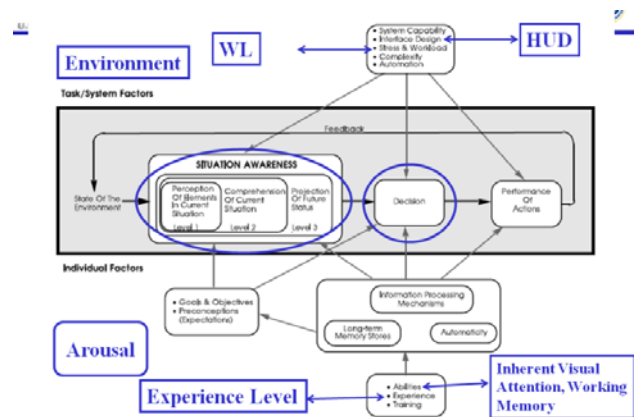 • System Capability
• Interface Design
• Stress & Workload
• Complexity
• Automation
WL
HUD
Environment
Task/System Factors
Feedback
SITUATION AWARENESS
State Of The
Environment
Perception
Of Elements
In Current
Situation
Level 1
Comprehension
Of Current
Situation
Level 2
Projection
Of Future
Status
Level 3
Decision
Performance
Of
Actions
Individual Factors
• Goals & Objectives
• Preconceptions
(Expectations)
Information Processing
Mechanisms
Long-term
Memory Stores
Automaticity
Arousal
Experience Level
• Abilities
• Experience
• Training
Inherent Visual
Attention, Working
Memory